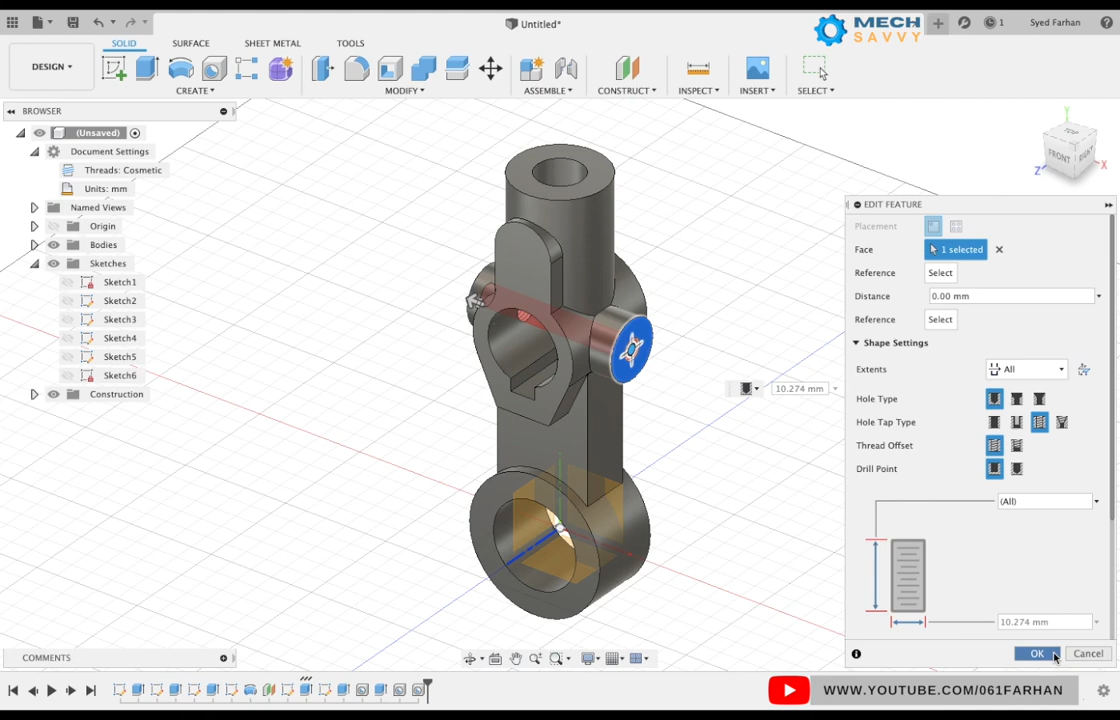 Untitled*
MECH
SAVVY
1
Syed Farhan
DESIGN
SOLID
SURFACE
SHEET METAL
TOOLS
CREATE
MODIFY
ASSEMBLE
CONSTRUCT
INSPECT
INSERT
SELECT
BROWSER
(Unsaved)
Document Settings
Threads: Cosmetic
Units: mm
Named Views
Origin
Bodies
Sketches
Sketch1
Sketch2
Sketch3
Sketch4
Sketch5
Sketch6
Construction
Y
TOP
FRONT
RIGHT
Z
X
10.274 mm
EDIT FEATURE
Placement
Face
1 selected
Reference
Select
Distance
0.00 mm
Reference
Select
Shape Settings
Extents
All
Hole Type
Hole Tap Type
Thread Offset
Drill Point
(All)
10.274 mm
OK
Cancel
COMMENTS
WWW.YOUTUBE.COM/061FARHAN